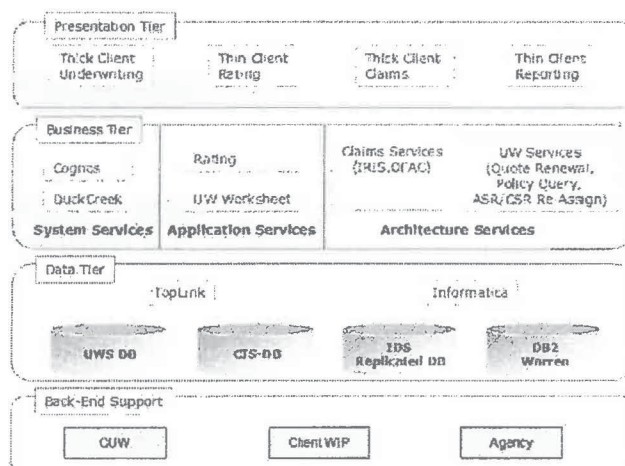 Presentation Tier
Thick Client
Underwriting
Thin Client
Rating
Thick Client
Claims
Thin Client
Reporting
Business Tier
Cognos
DuckCreek
System Services
Rating
UW Worksheet
Application Services
Claims Services
(IRIS,OFAC)
UW Services
(Quote Renewal,
Policy Query,
ASR/CSR Re-Assign)
Architecture Services
Data Tier
TopLink
Informatica
UWS DB
CTS-DB
IDS
Replicated DB
DB2
Warren
Back-End Support
CUW
Client WIP
Agency